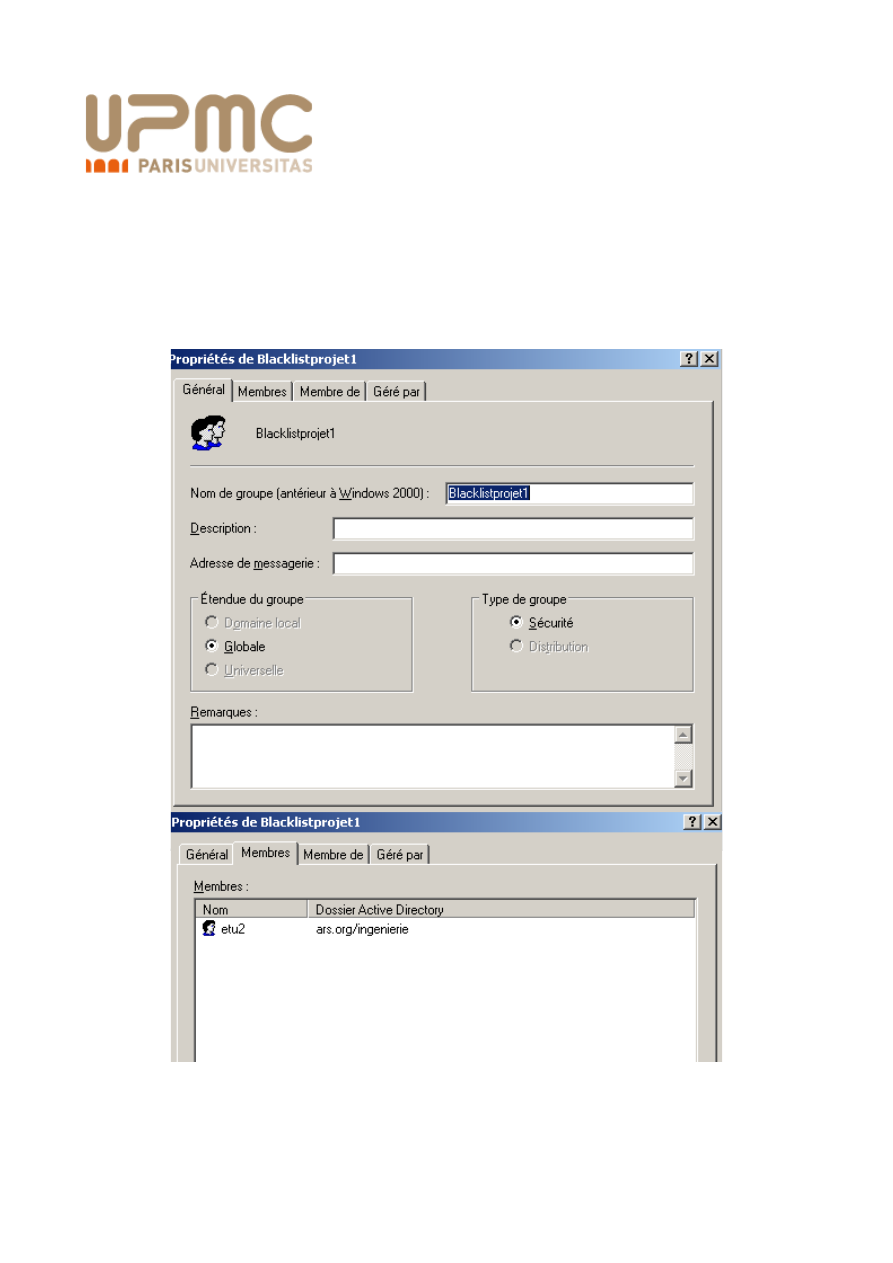 UPMC
PARISUNIVERSITAS
Propriétés de Blacklistprojet1
Général Membres Membre de Géré par
Blacklistprojet1
Nom de groupe (antérieur à Windows 2000) : Blacklistprojet1
Description :
Adresse de messagerie :
Étendue du groupe
Domaine local
Globale
Universelle
Type de groupe
Sécurité
Distribution
Remarques :
Propriétés de Blacklistprojet1
Général Membres Membre de Géré par
Membres :
Nom Dossier Active Directory
etu2 ars.org/ingenierie